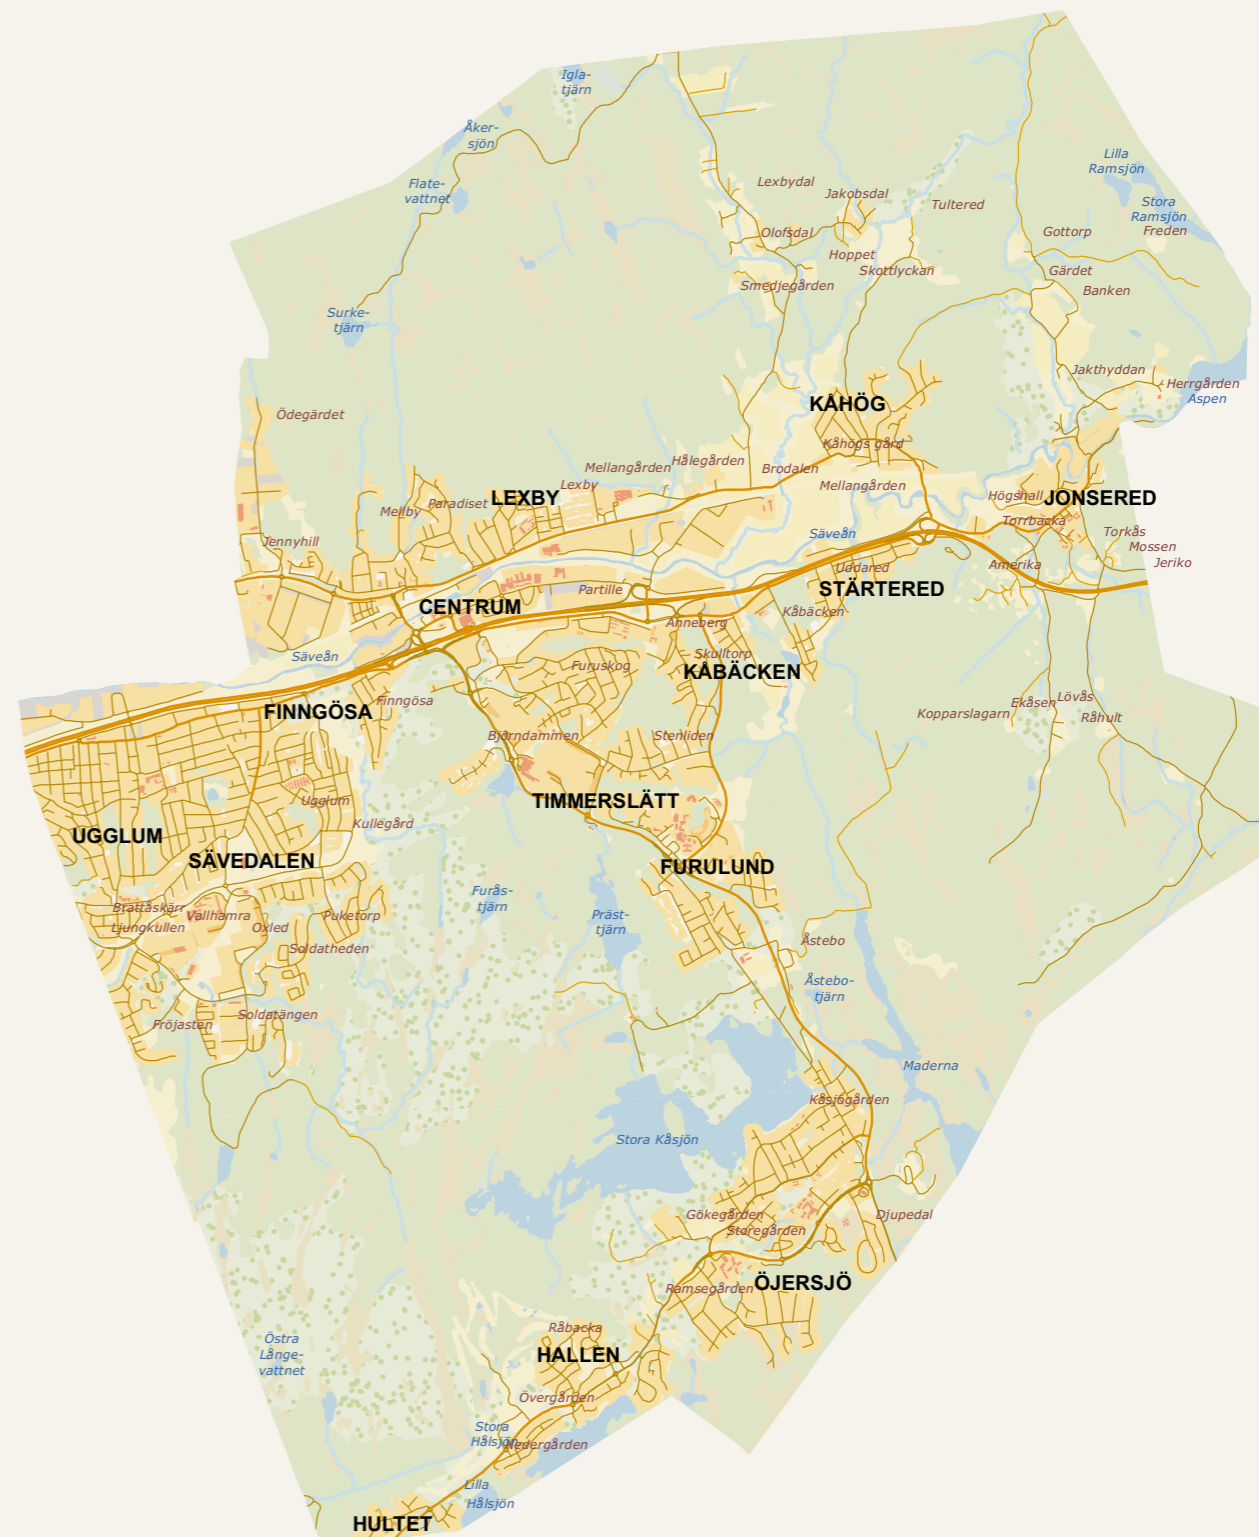 Igla-
tjärn
Åker-
sjön
Lilla
Ramsjön
Lexbydal
Jakobsdal
Flate-
vattnet
Tultered
Stora
Ramsjön
Freden
Olofsdal
Gottorp
Hoppet
Skottlyckan
Gärdet
Smedjegården
Banken
Surke-
tjärn
Jakthyddan
Herrgården
Aspen
KÅHÖG
Ödegärdet
Kåhögs gård
Hålegården
Mellangården
Brodalen
Lexby
Mellangården
LEXBY
Paradiset
Mellby
Högshall
JONSERED
Torrbacka
Säveån
Torkås
Mossen
Jeriko
Jennyhill
Amerika
Uddared
STÄRTERED
Partille
CENTRUM
Kåbäcken
Anneberg
Säveån
Skulltorp
Furuskog
KÅBÄCKEN
Finngösa
FINNGÖSA
Lövås
Ekåsen
Kopparslagarn
Råhult
Björndammen
Stenliden
Ugglum
TIMMERSLÄTT
Kullegård
UGGLUM
SÄVEDALEN
FURULUND
Furås-
tjärn
Brattåskärr
Vallhamra
Puketorp
Präst-
tjärn
Ljungkullen
Oxled
Soldatheden
Åstebo
Åstebo-
tjärn
Soldatängen
Fröjasten
Maderna
Kåsjögården
Stora Kåsjön
Gökegården
Djupedal
Storegården
ÖJERSJÖ
Ramsegården
Råbacka
Östra
Långe-
vattnet
HALLEN
Övergården
Stora
Hålsjön
Nedergården
Lilla
Hålsjön
HULTET